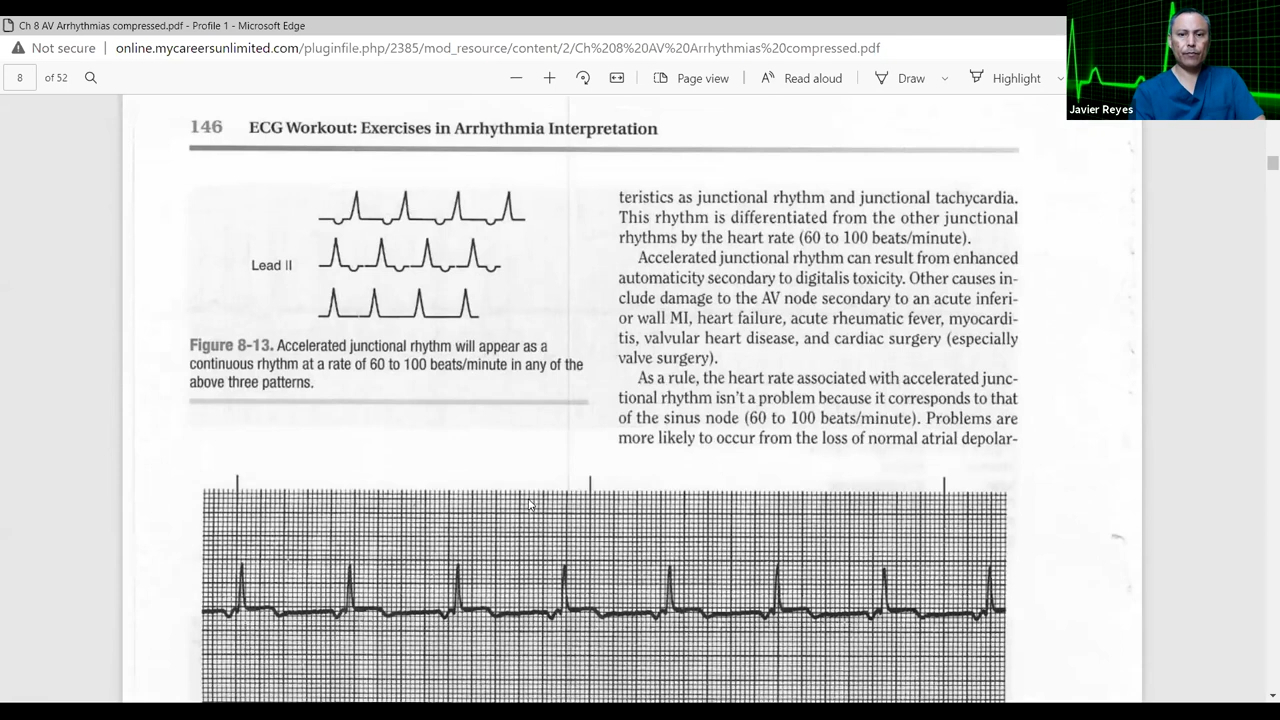 Ch 8 AV Arrhythmias compressed.pdf - Profile 1 - Microsoft Edge
Not secure
online.mycareersunlimited.com/pluginfile.php/2385/mod_resource/content/2/Ch%208%20AV%20Arrhythmias%20compressed.pdf
8 of 52
Page view
Read aloud
Draw
Highlight
Javier Reyes
146 ECG Workout: Exercises in Arrhythmia Interpretation
Lead II
Figure 8-13. Accelerated junctional rhythm will appear as a
continuous rhythm at a rate of 60 to 100 beats/minute in any of the
above three patterns.
teristics as junctional rhythm and junctional tachycardia.
This rhythm is differentiated from the other junctional
rhythms by the heart rate (60 to 100 beats/minute).
Accelerated junctional rhythm can result from enhanced
automaticity secondary to digitalis toxicity. Other causes in-
clude damage to the AV node secondary to an acute inferi-
or wall MI, heart failure, acute rheumatic fever, myocardi-
tis, valvular heart disease, and cardiac surgery (especially
valve surgery).
As a rule, the heart rate associated with accelerated junc-
tional rhythm isn't a problem because it corresponds to that
of the sinus node (60 to 100 beats/minute). Problems are
more likely to occur from the loss of normal atrial depolar-